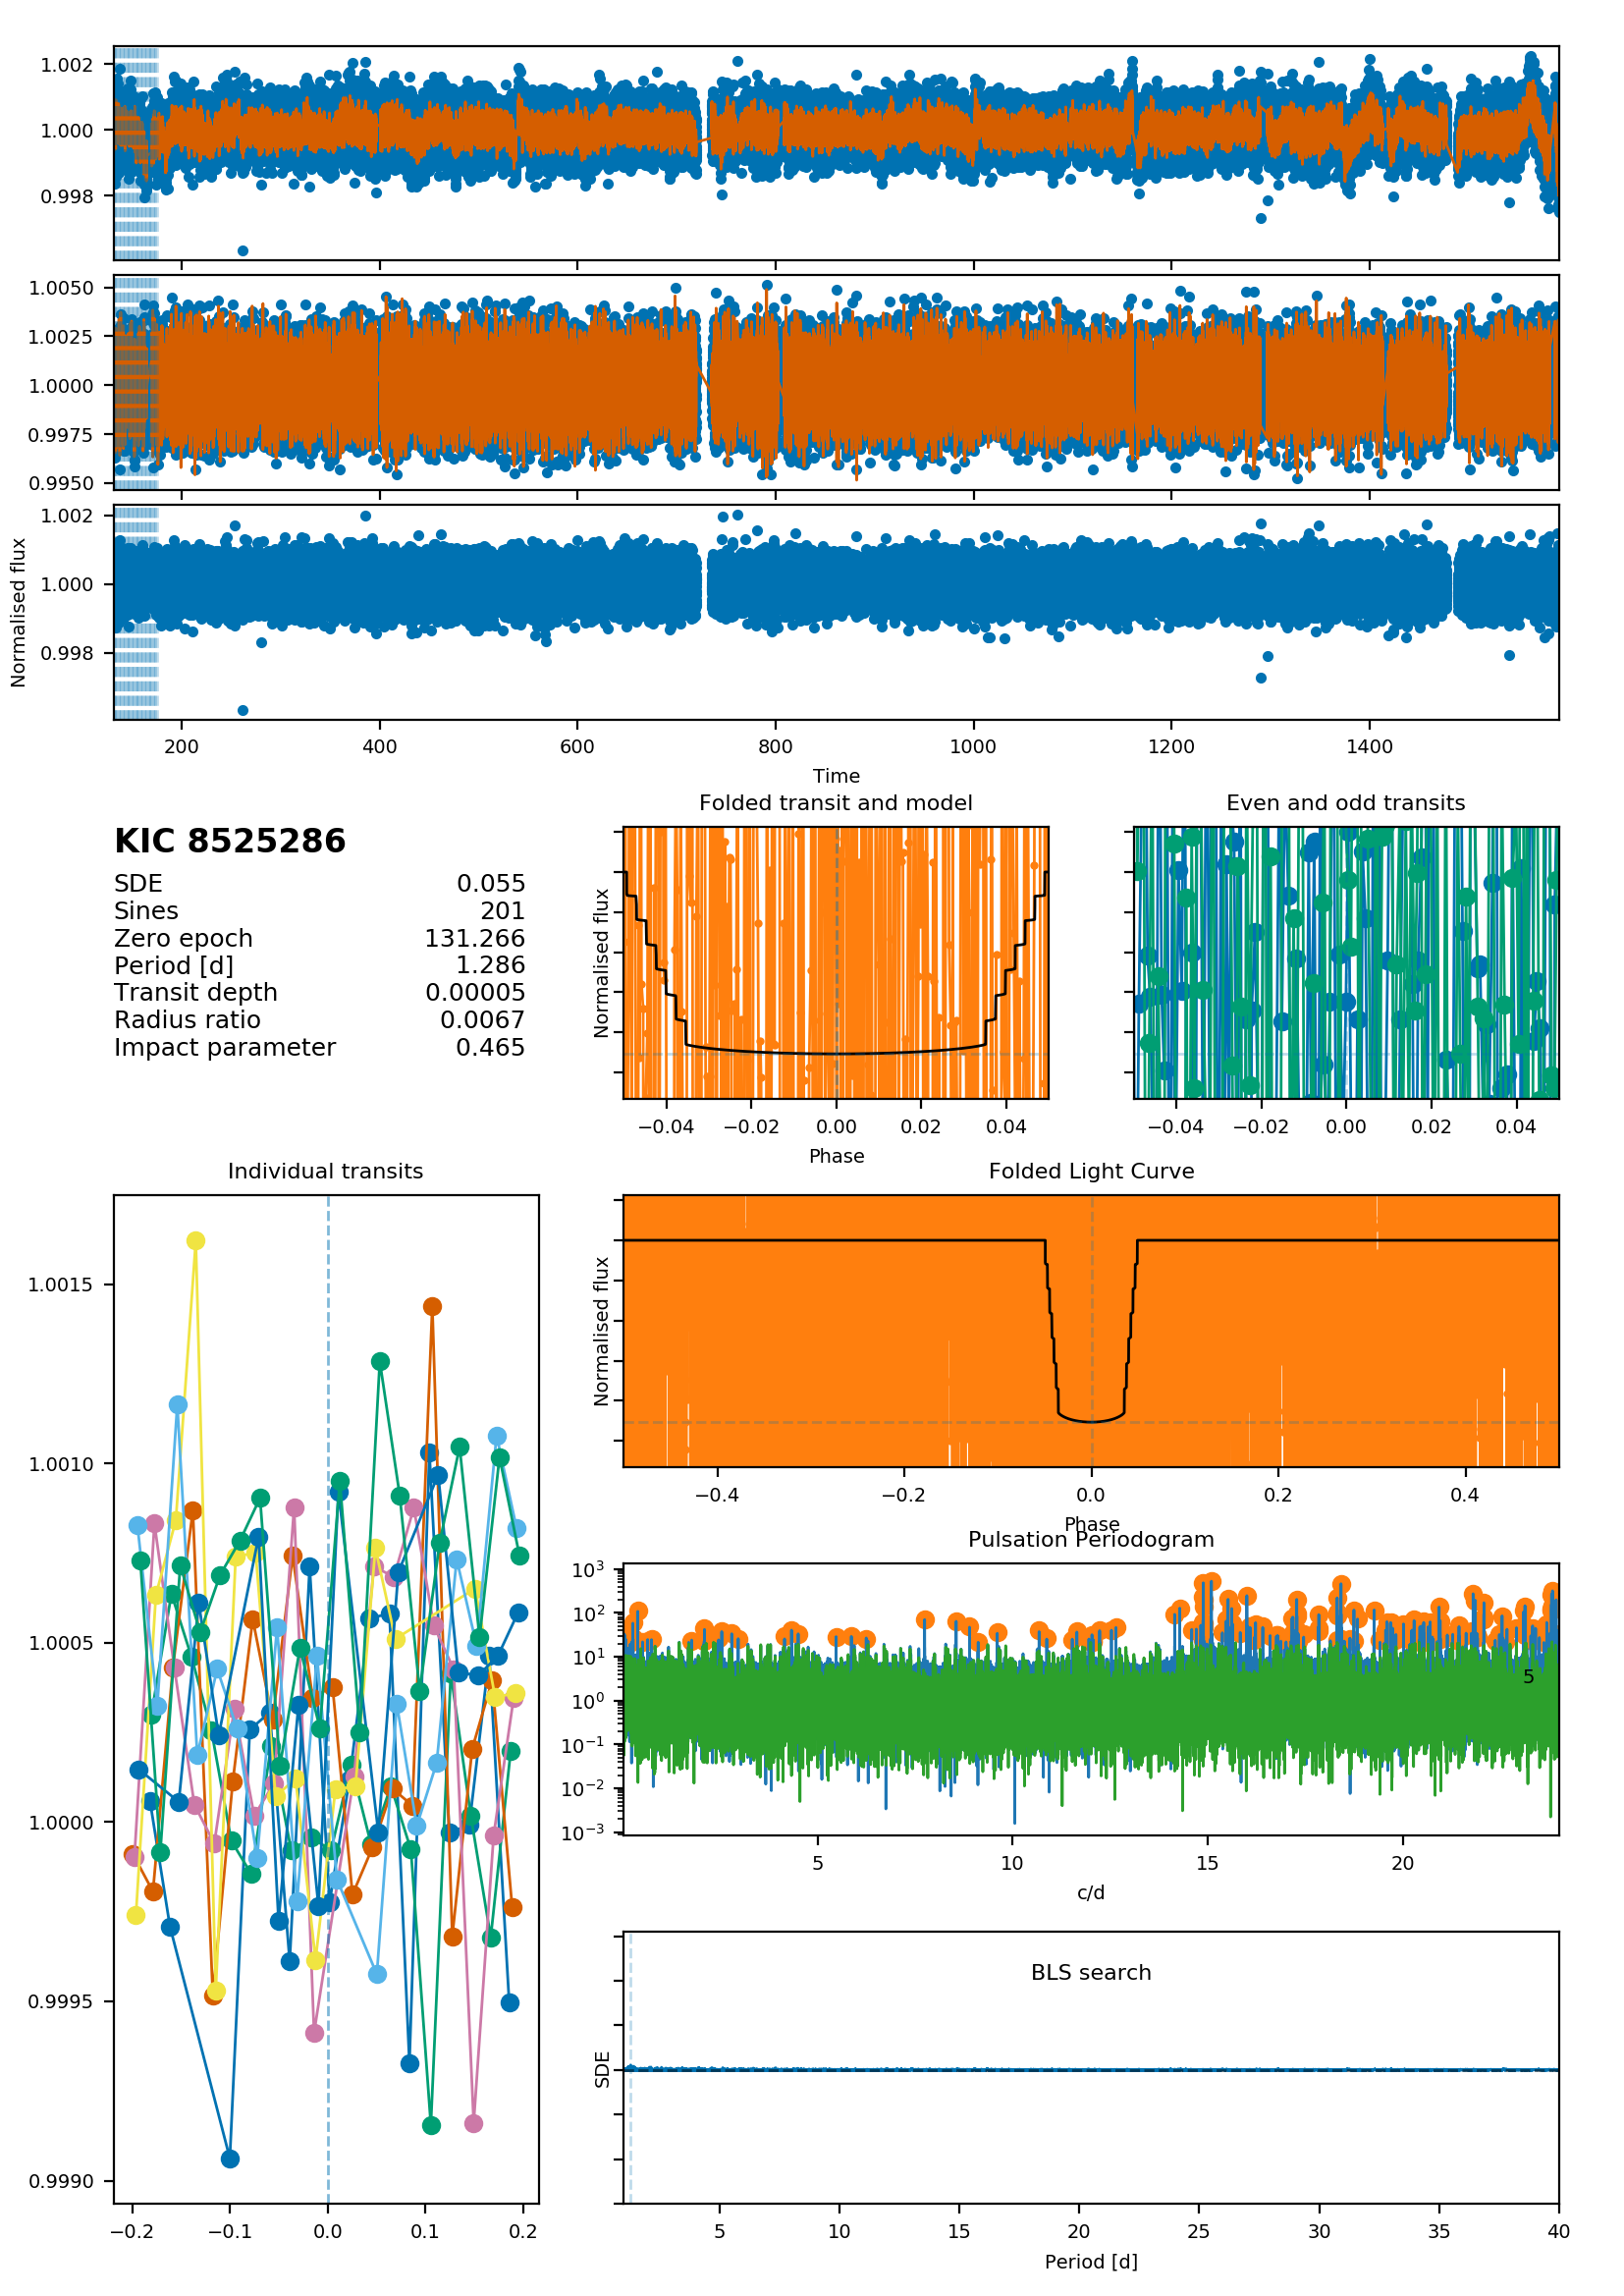 1.002
1.000
0.998
1.0050
1.0025
1.0000
0.9975
0.9950
1.002
1.000
0.998
Normalised flux
200 400 600 800 1000 1200 1400
Time
KIC 8525286
SDE 0.055
Sines 201
Zero epoch 131.266
Period [d] 1.286
Transit depth 0.00005
Radius ratio 0.0067
Impact parameter 0.465
Folded transit and model
Normalised flux
−0.04 −0.02 0.00 0.02 0.04
Phase
Even and odd transits
−0.04 −0.02 0.00 0.02 0.04
Individual transits
1.0015
1.0010
1.0005
1.0000
0.9995
0.9990
−0.2 −0.1 0.0 0.1 0.2
Folded Light Curve
Normalised flux
−0.4 −0.2 0.0 0.2 0.4
Phase
Pulsation Periodogram
10³
10²
10¹
10⁰
10⁻¹
10⁻²
10⁻³
5
5 10 15 20
c/d
BLS search
SDE
5 10 15 20 25 30 35 40
Period [d]